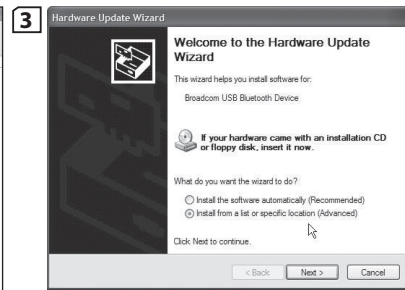 3
Hardware Update Wizard
Welcome to the Hardware Update
Wizard
This wizard helps you install software for:
Broadcom USB Bluetooth Device
If your hardware came with an installation CD
or floppy disk, insert it now.
What do you want the wizard to do?
Install the software automatically (Recommended)
Install from a list or specific location (Advanced)
Click Next to continue.
< Back
Next >
Cancel